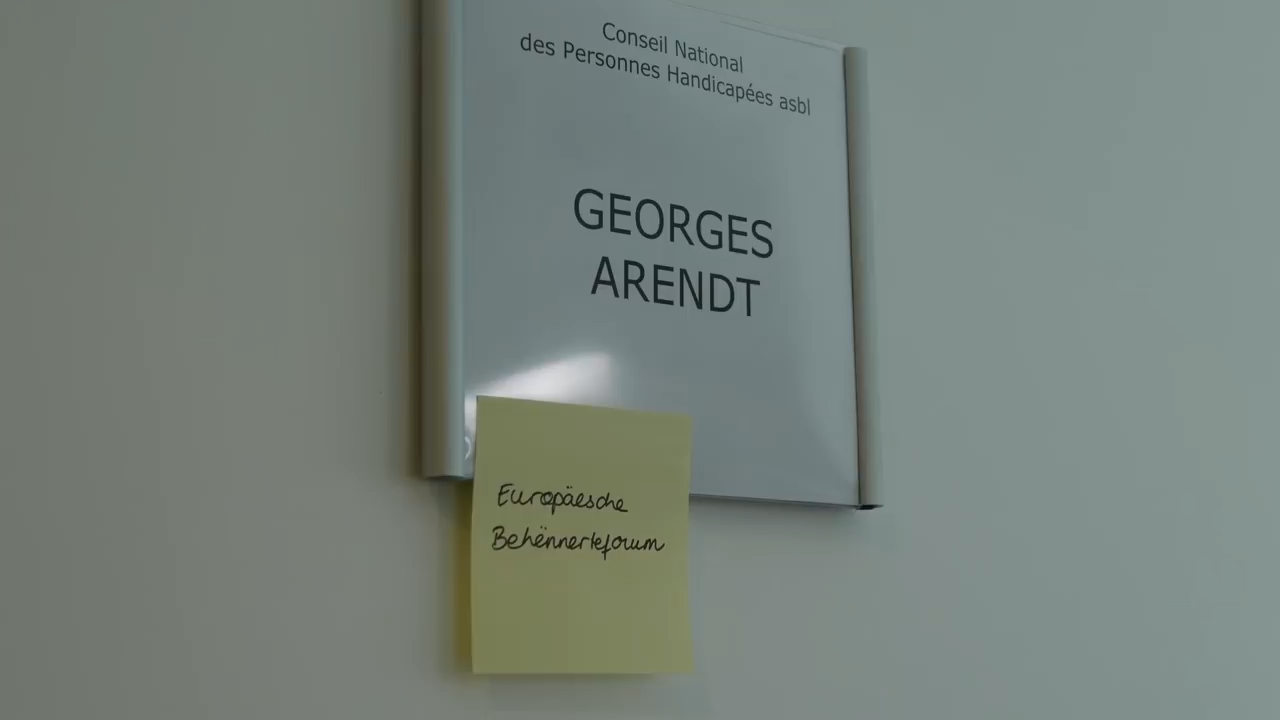 Conseil National
des Personnes Handicapées asbl
GEORGES
ARENDT
Europäesche
Behënnerteforum